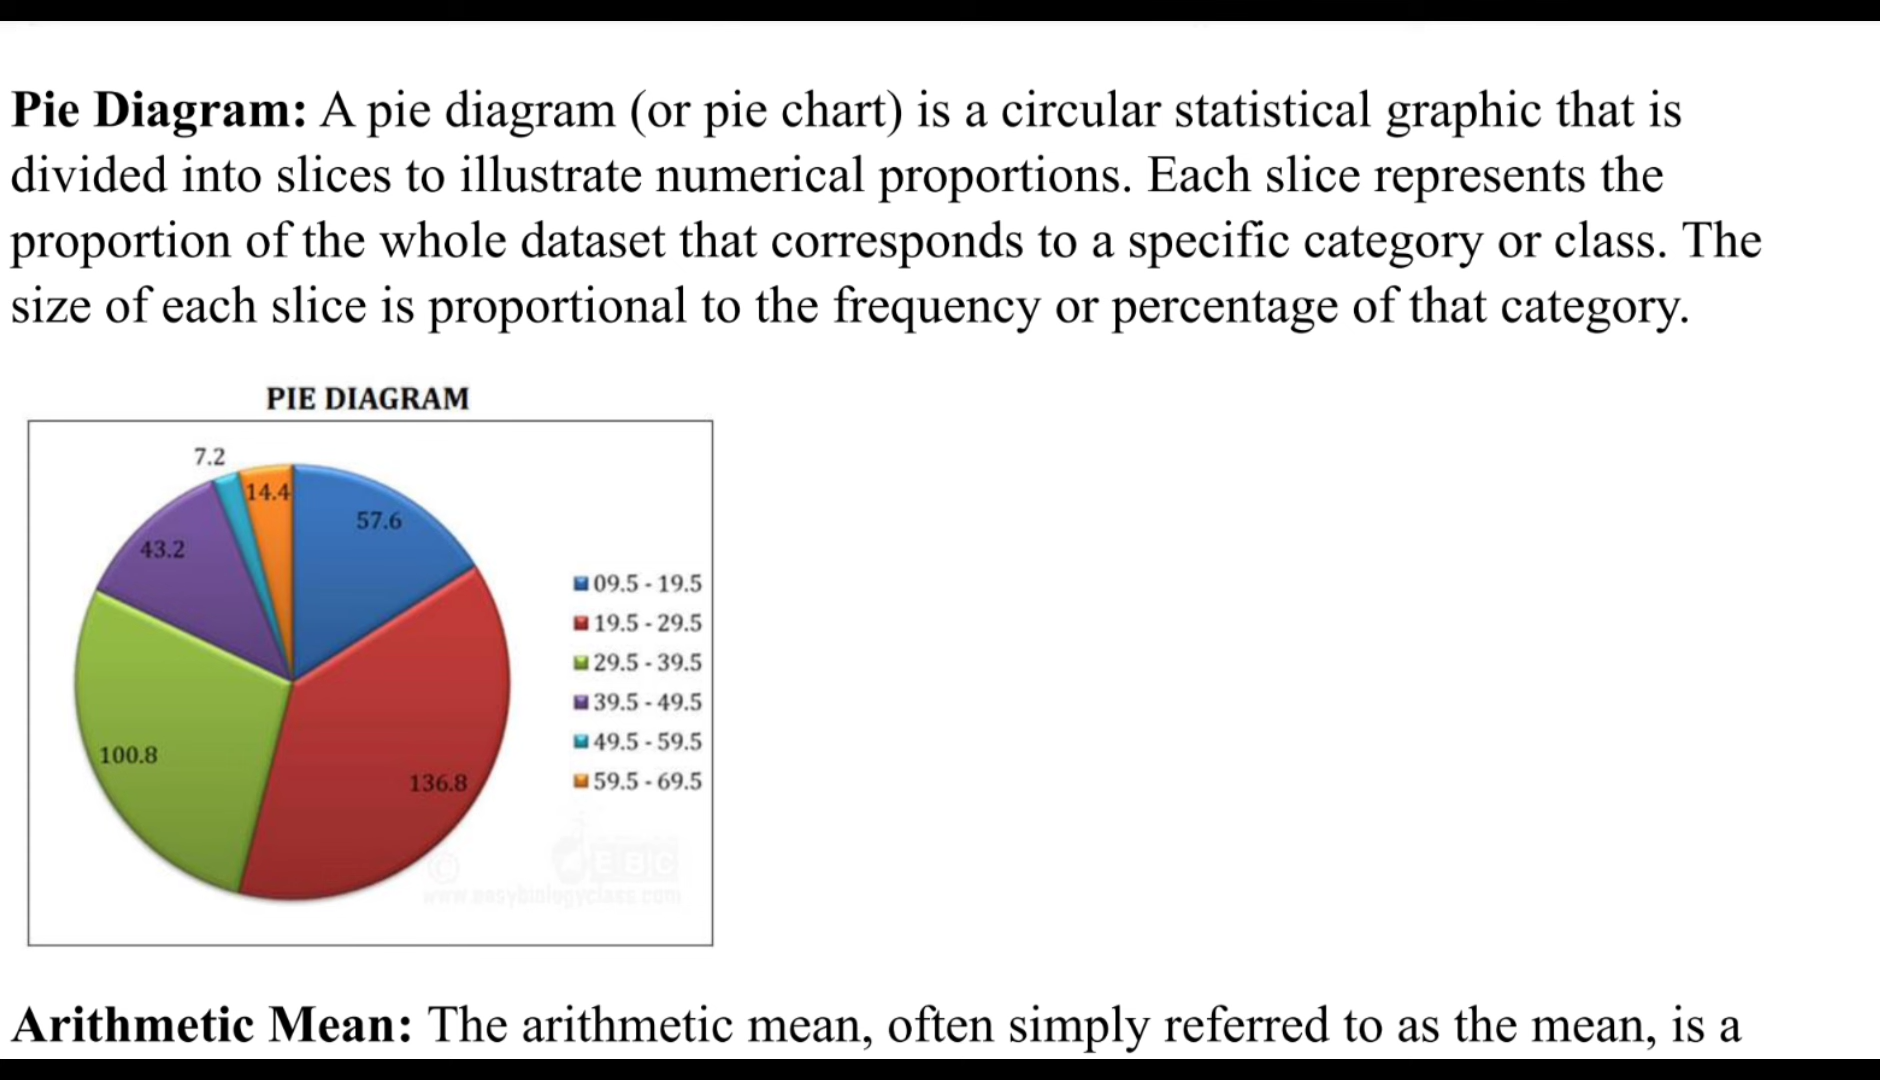 Pie Diagram: A pie diagram (or pie chart) is a circular statistical graphic that is
divided into slices to illustrate numerical proportions. Each slice represents the
proportion of the whole dataset that corresponds to a specific category or class. The
size of each slice is proportional to the frequency or percentage of that category.
PIE DIAGRAM
7.2
14.4
57.6
43.2
100.8
136.8
09.5 - 19.5
19.5 - 29.5
29.5 - 39.5
39.5 - 49.5
49.5 - 59.5
59.5 - 69.5
© EBC
www.easybiologyclass.com
Arithmetic Mean: The arithmetic mean, often simply referred to as the mean, is a